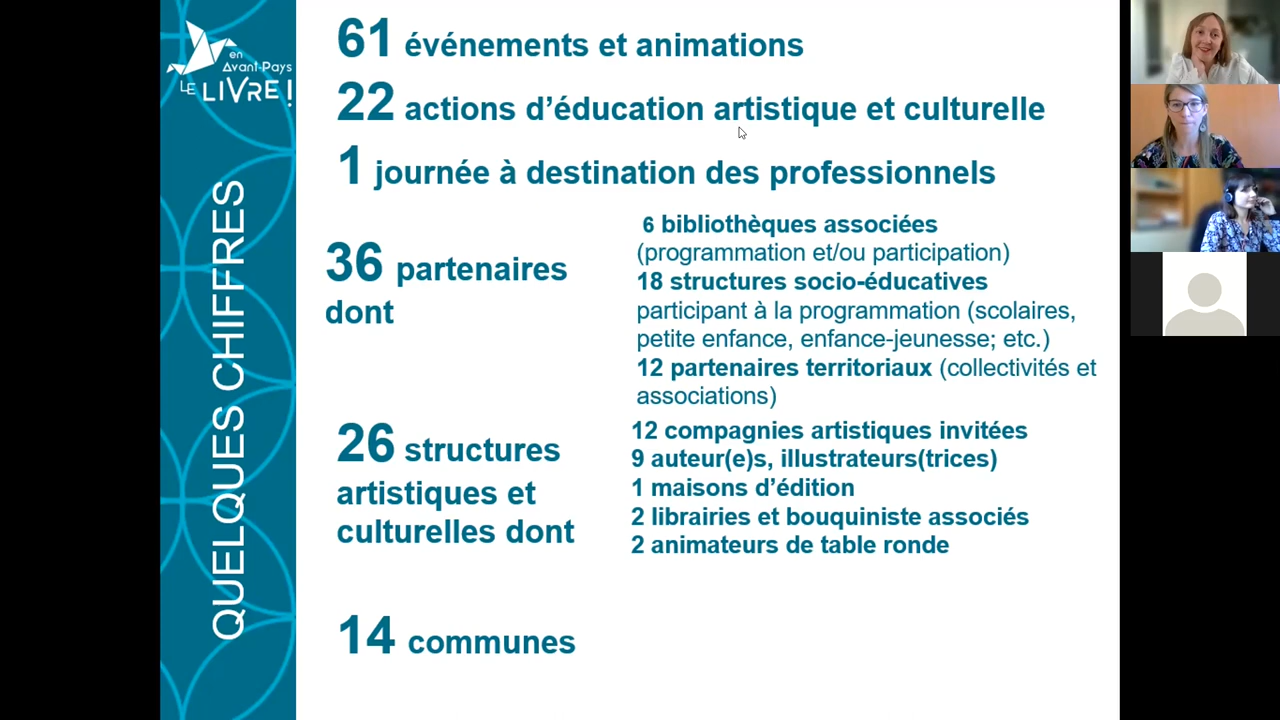 en
Avant-Pays
LE LIVRE !
QUELQUES CHIFFRES
61 événements et animations
22 actions d’éducation artistique et culturelle
1 journée à destination des professionnels
36 partenaires
dont
6 bibliothèques associées
(programmation et/ou participation)
18 structures socio-éducatives
participant à la programmation (scolaires,
petite enfance, enfance-jeunesse; etc.)
12 partenaires territoriaux (collectivités et
associations)
26 structures
artistiques et
culturelles dont
12 compagnies artistiques invitées
9 auteur(e)s, illustrateurs(trices)
1 maisons d’édition
2 librairies et bouquiniste associés
2 animateurs de table ronde
14 communes